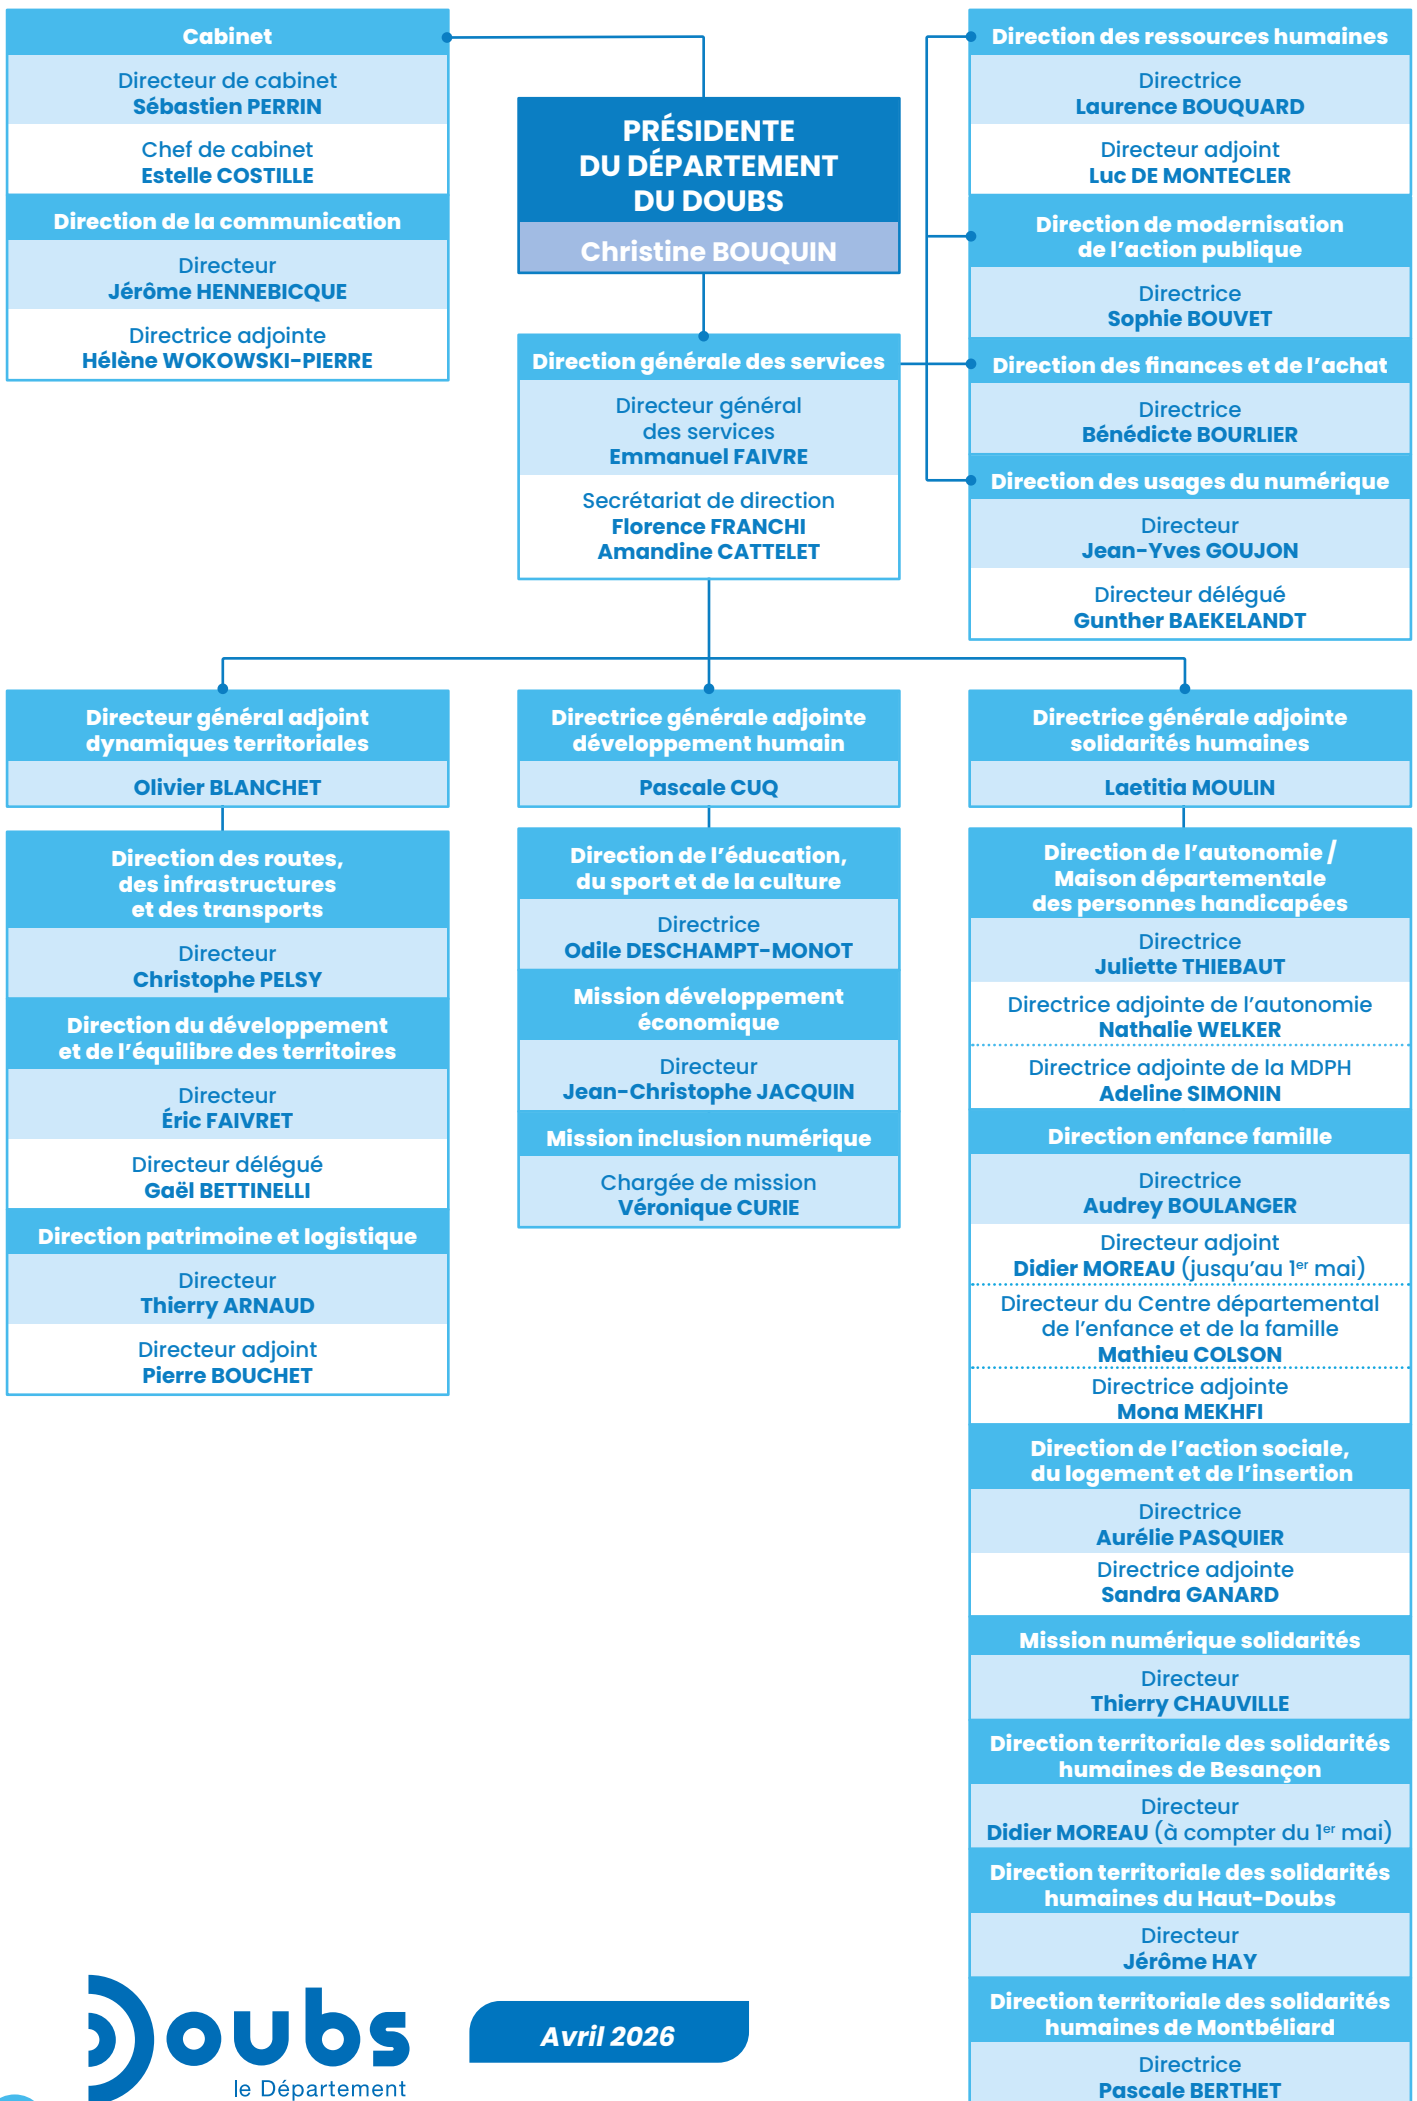 Cabinet
Directeur de cabinet
Sébastien PERRIN
Chef de cabinet
Estelle COSTILLE
Direction de la communication
Directeur
Jérôme HENNEBICQUE
Directrice adjointe
Hélène WOKOWSKI-PIERRE
PRÉSIDENTE
DU DÉPARTEMENT
DU DOUBS
Christine BOUQUIN
Direction générale des services
Directeur général
des services
Emmanuel FAIVRE
Secrétariat de direction
Florence FRANCHI
Amandine CATTELET
Direction des ressources humaines
Directrice
Laurence BOUQUARD
Directeur adjoint
Luc DE MONTECLER
Direction de modernisation
de l’action publique
Directrice
Sophie BOUVET
Direction des finances et de l’achat
Directrice
Bénédicte BOURLIER
Direction des usages du numérique
Directeur
Jean-Yves GOUJON
Directeur délégué
Gunther BAEKELANDT
Directeur général adjoint
dynamiques territoriales
Olivier BLANCHET
Direction des routes,
des infrastructures
et des transports
Directeur
Christophe PELSY
Direction du développement
et de l’équilibre des territoires
Directeur
Éric FAIVRET
Directeur délégué
Gaël BETTINELLI
Direction patrimoine et logistique
Directeur
Thierry ARNAUD
Directeur adjoint
Pierre BOUCHET
Directrice générale adjointe
développement humain
Pascale CUQ
Direction de l’éducation,
du sport et de la culture
Directrice
Odile DESCHAMPT-MONOT
Mission développement
économique
Directeur
Jean-Christophe JACQUIN
Mission inclusion numérique
Chargée de mission
Véronique CURIE
Directrice générale adjointe
solidarités humaines
Laetitia MOULIN
Direction de l’autonomie /
Maison départementale
des personnes handicapées
Directrice
Juliette THIEBAUT
Directrice adjointe de l’autonomie
Nathalie WELKER
Directrice adjointe de la MDPH
Adeline SIMONIN
Direction enfance famille
Directrice
Audrey BOULANGER
Directeur adjoint
Didier MOREAU (jusqu’au 1er mai)
Directeur du Centre départemental
de l’enfance et de la famille
Mathieu COLSON
Directrice adjointe
Mona MEKHFI
Direction de l’action sociale,
du logement et de l’insertion
Directrice
Aurélie PASQUIER
Directrice adjointe
Sandra GANARD
Mission numérique solidarités
Directeur
Thierry CHAUVILLE
Direction territoriale des solidarités
humaines de Besançon
Directeur
Didier MOREAU (à compter du 1er mai)
Direction territoriale des solidarités
humaines du Haut-Doubs
Directeur
Jérôme HAY
Direction territoriale des solidarités
humaines de Montbéliard
Directrice
Pascale BERTHET
Doubs
le Département
Avril 2026